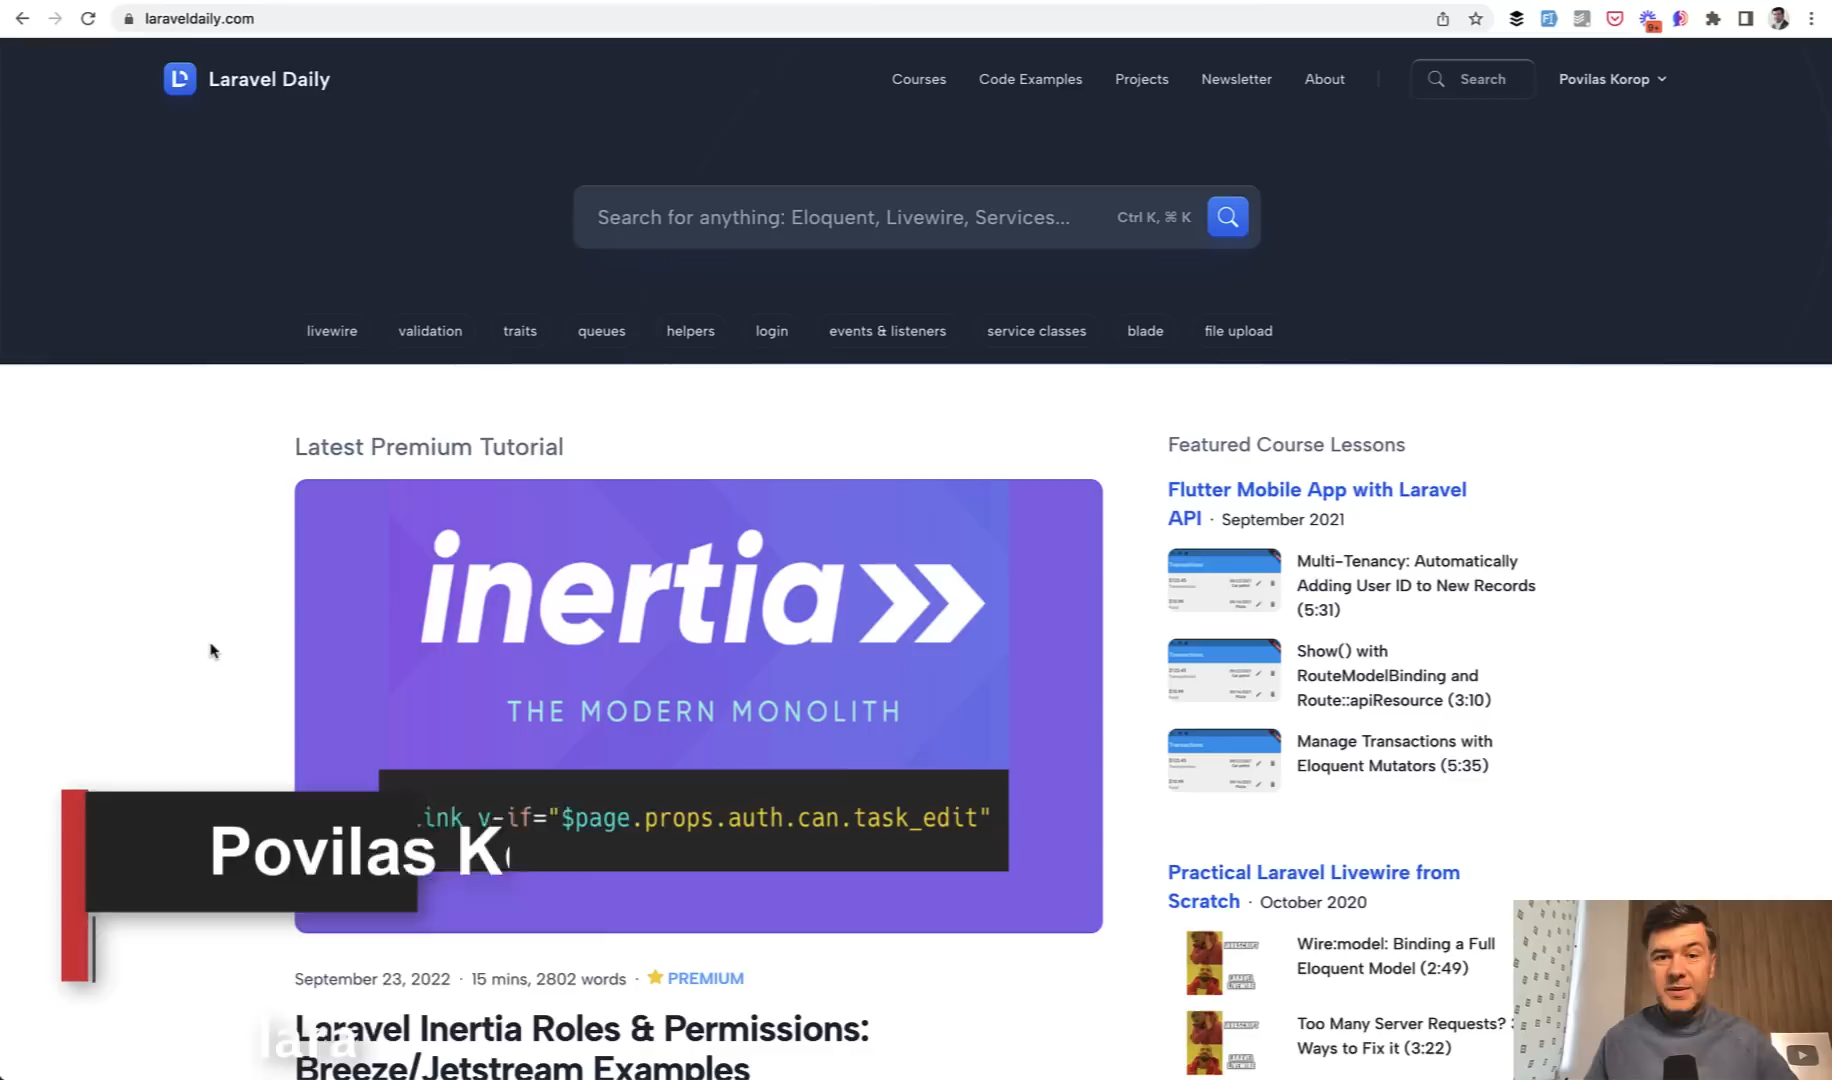 laraveldaily.com
9+
Laravel Daily
Courses
Code Examples
Projects
Newsletter
About
Search
Povilas Korop
Search for anything: Eloquent, Livewire, Services...
Ctrl K, ⌘ K
livewire
validation
traits
queues
helpers
login
events & listeners
service classes
blade
file upload
Latest Premium Tutorial
inertia
THE MODERN MONOLITH
ink v-if="$page.props.auth.can.task_edit"
Povilas K
September 23, 2022 · 15 mins, 2802 words · PREMIUM
lara
Laravel Inertia Roles & Permissions:
Breeze/Jetstream Examples
Featured Course Lessons
Flutter Mobile App with Laravel
API · September 2021
Multi-Tenancy: Automatically
Adding User ID to New Records
(5:31)
Show() with
RouteModelBinding and
Route::apiResource (3:10)
Manage Transactions with
Eloquent Mutators (5:35)
Practical Laravel Livewire from
Scratch · October 2020
Wire:model: Binding a Full
Eloquent Model (2:49)
Too Many Server Requests? 3
Ways to Fix it (3:22)